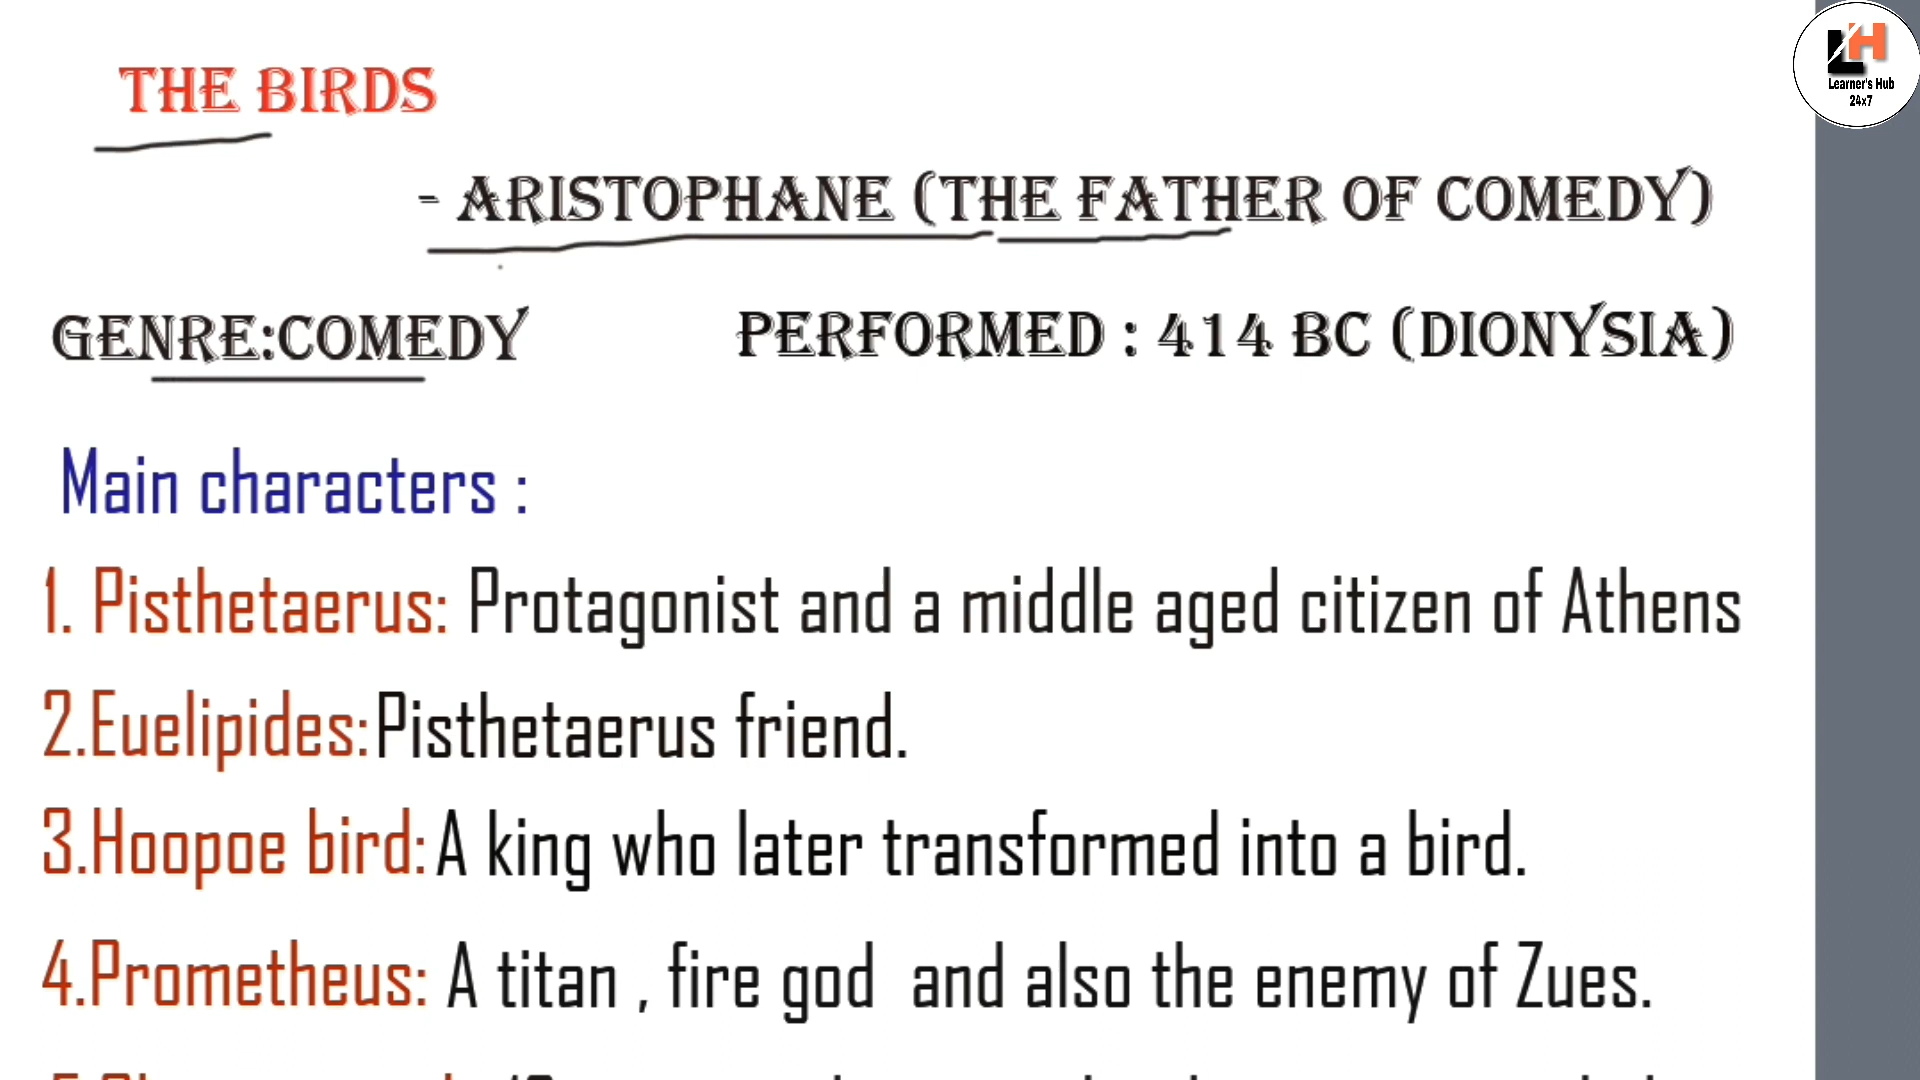 THE BIRDS
- ARISTOPHANE (THE FATHER OF COMEDY)
GENRE:COMEDY PERFORMED : 414 BC (DIONYSIA)
Main characters :
1. Pisthetaerus: Protagonist and a middle aged citizen of Athens
2.Euelipides:Pisthetaerus friend.
3.Hoopoe bird:A king who later transformed into a bird.
4.Prometheus: A titan , fire god and also the enemy of Zues.
LH
Learner's Hub
24x7